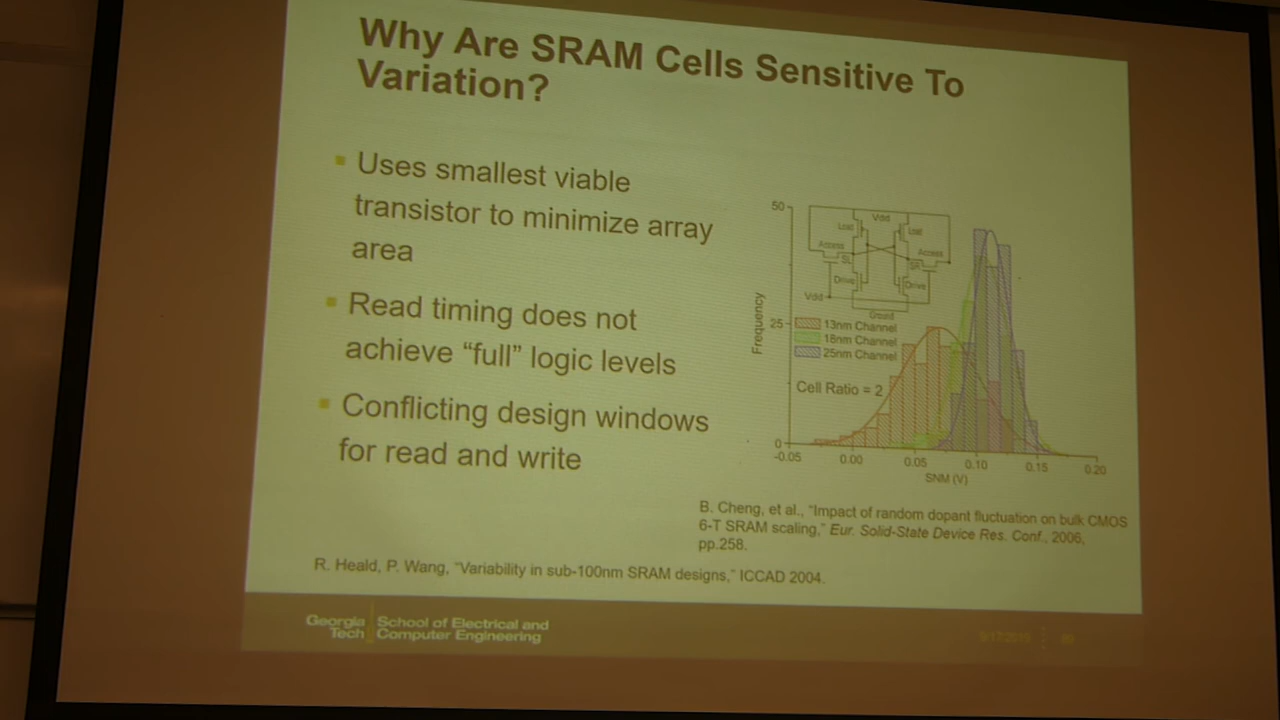 Why Are SRAM Cells Sensitive To
Variation?
Uses smallest viable
transistor to minimize array
area
Read timing does not
achieve “full” logic levels
Conflicting design windows
for read and write
50
25
0
Frequency
Vdd
Load
Load
Access
Access
SL
SR
Drive
Drive
Vdd
13nm Channel
18nm Channel
25nm Channel
Cell Ratio = 2
-0.05
0.00
0.05
0.10
0.15
0.20
SNM (V)
B. Cheng, et al., “Impact of random dopant fluctuation on bulk CMOS
6-T SRAM scaling,” Eur. Solid-State Device Res. Conf., 2006,
pp.258.
R. Heald, P. Wang, “Variability in sub-100nm SRAM designs,” ICCAD 2004.
Georgia
Tech
School of Electrical and
Computer Engineering
9/17/2015